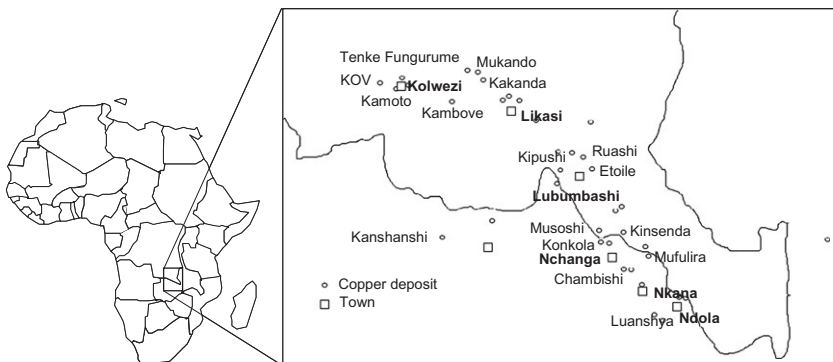 Tenke Fungurume
Mukando
KOV
Kolwezi
Kakanda
Kamoto
Kambove
Likasi
Ruashi
Kipushi
Etoile
Lubumbashi
Musoshi
Kinsenda
Kanshanshi
Konkola
Nchanga
Mufulira
Chambishi
Copper deposit
Nkana
Town
Luanshya
Ndola